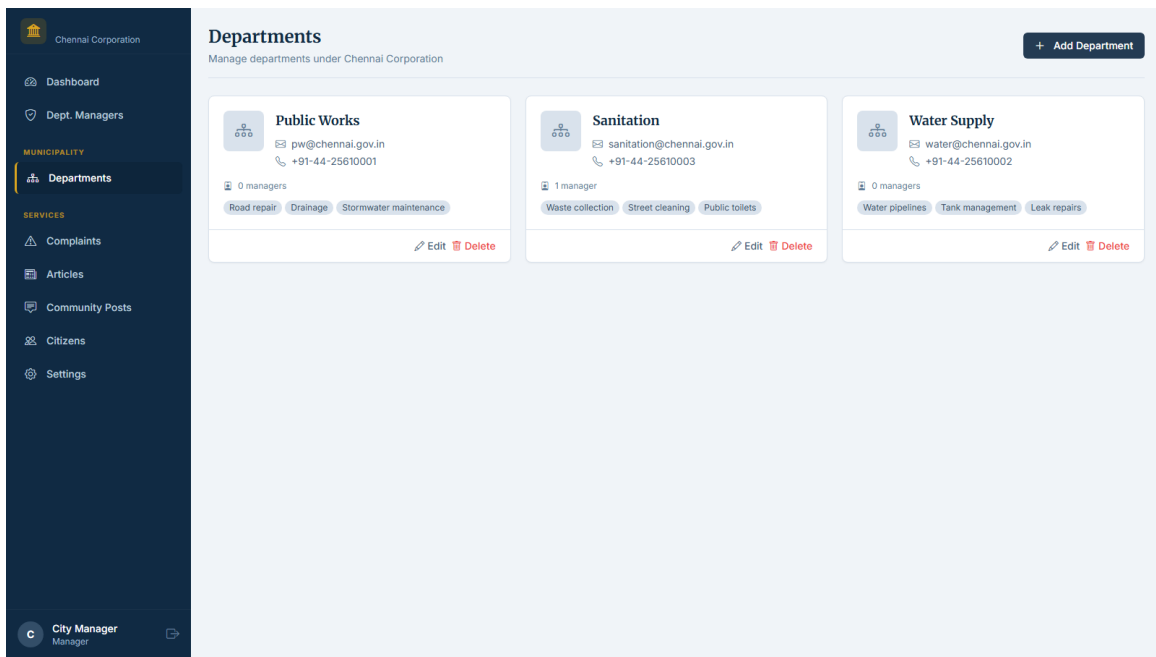 Chennai Corporation
Dashboard
Dept. Managers
MUNICIPALITY
Departments
SERVICES
Complaints
Articles
Community Posts
Citizens
Settings
C
City Manager
Manager
Departments
Manage departments under Chennai Corporation
+ Add Department
Public Works
pw@chennai.gov.in
+91-44-25610001
0 managers
Road repair Drainage Stormwater maintenance
Edit Delete
Sanitation
sanitation@chennai.gov.in
+91-44-25610003
1 manager
Waste collection Street cleaning Public toilets
Edit Delete
Water Supply
water@chennai.gov.in
+91-44-25610002
0 managers
Water pipelines Tank management Leak repairs
Edit Delete